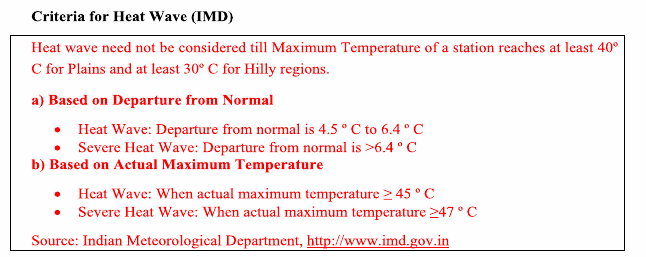 Criteria for Heat Wave (IMD)
Heat wave need not be considered till Maximum Temperature of a station reaches at least 40º
C for Plains and at least 30º C for Hilly regions.
a) Based on Departure from Normal
• Heat Wave: Departure from normal is 4.5 º C to 6.4 º C
• Severe Heat Wave: Departure from normal is >6.4 º C
b) Based on Actual Maximum Temperature
• Heat Wave: When actual maximum temperature ≥ 45 º C
• Severe Heat Wave: When actual maximum temperature ≥47 º C
Source: Indian Meteorological Department, http://www.imd.gov.in